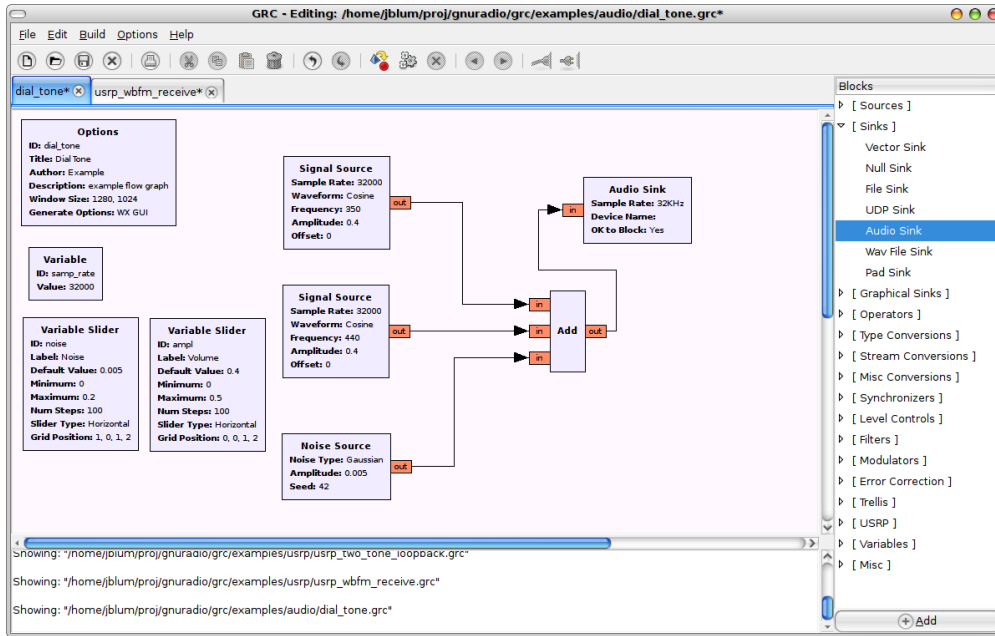 GRC - Editing: /home/jblum/proj/gnuradio/grc/examples/audio/dial_tone.grc*
File Edit Build Options Help
dial_tone* usrp_wbfm_receive*
Options
ID: dial_tone
Title: Dial Tone
Author: Example
Description: example flow graph
Window Size: 1280, 1024
Generate Options: WX GUI
Variable
ID: samp_rate
Value: 32000
Variable Slider
ID: noise
Label: Noise
Default Value: 0.005
Minimum: 0
Maximum: 0.2
Num Steps: 100
Slider Type: Horizontal
Grid Position: 1, 0, 1, 2
Variable Slider
ID: ampl
Label: Volume
Default Value: 0.4
Minimum: 0
Maximum: 0.5
Num Steps: 100
Slider Type: Horizontal
Grid Position: 0, 0, 1, 2
Signal Source
Sample Rate: 32000
Waveform: Cosine
Frequency: 350
Amplitude: 0.4
Offset: 0
out
Signal Source
Sample Rate: 32000
Waveform: Cosine
Frequency: 440
Amplitude: 0.4
Offset: 0
out
Noise Source
Noise Type: Gaussian
Amplitude: 0.005
Seed: 42
out
in
in
in
Add
out
in
Audio Sink
Sample Rate: 32KHz
Device Name:
OK to Block: Yes
Showing: "/home/jblum/proj/gnuradio/grc/examples/usrp/usrp_two_tone_loopback.grc"
Showing: "/home/jblum/proj/gnuradio/grc/examples/usrp/usrp_wbfm_receive.grc"
Showing: "/home/jblum/proj/gnuradio/grc/examples/audio/dial_tone.grc"
Blocks
[ Sources ]
[ Sinks ]
Vector Sink
Null Sink
File Sink
UDP Sink
Audio Sink
Wav File Sink
Pad Sink
[ Graphical Sinks ]
[ Operators ]
[ Type Conversions ]
[ Stream Conversions ]
[ Misc Conversions ]
[ Synchronizers ]
[ Level Controls ]
[ Filters ]
[ Modulators ]
[ Error Correction ]
[ Trellis ]
[ USRP ]
[ Variables ]
[ Misc ]
Add